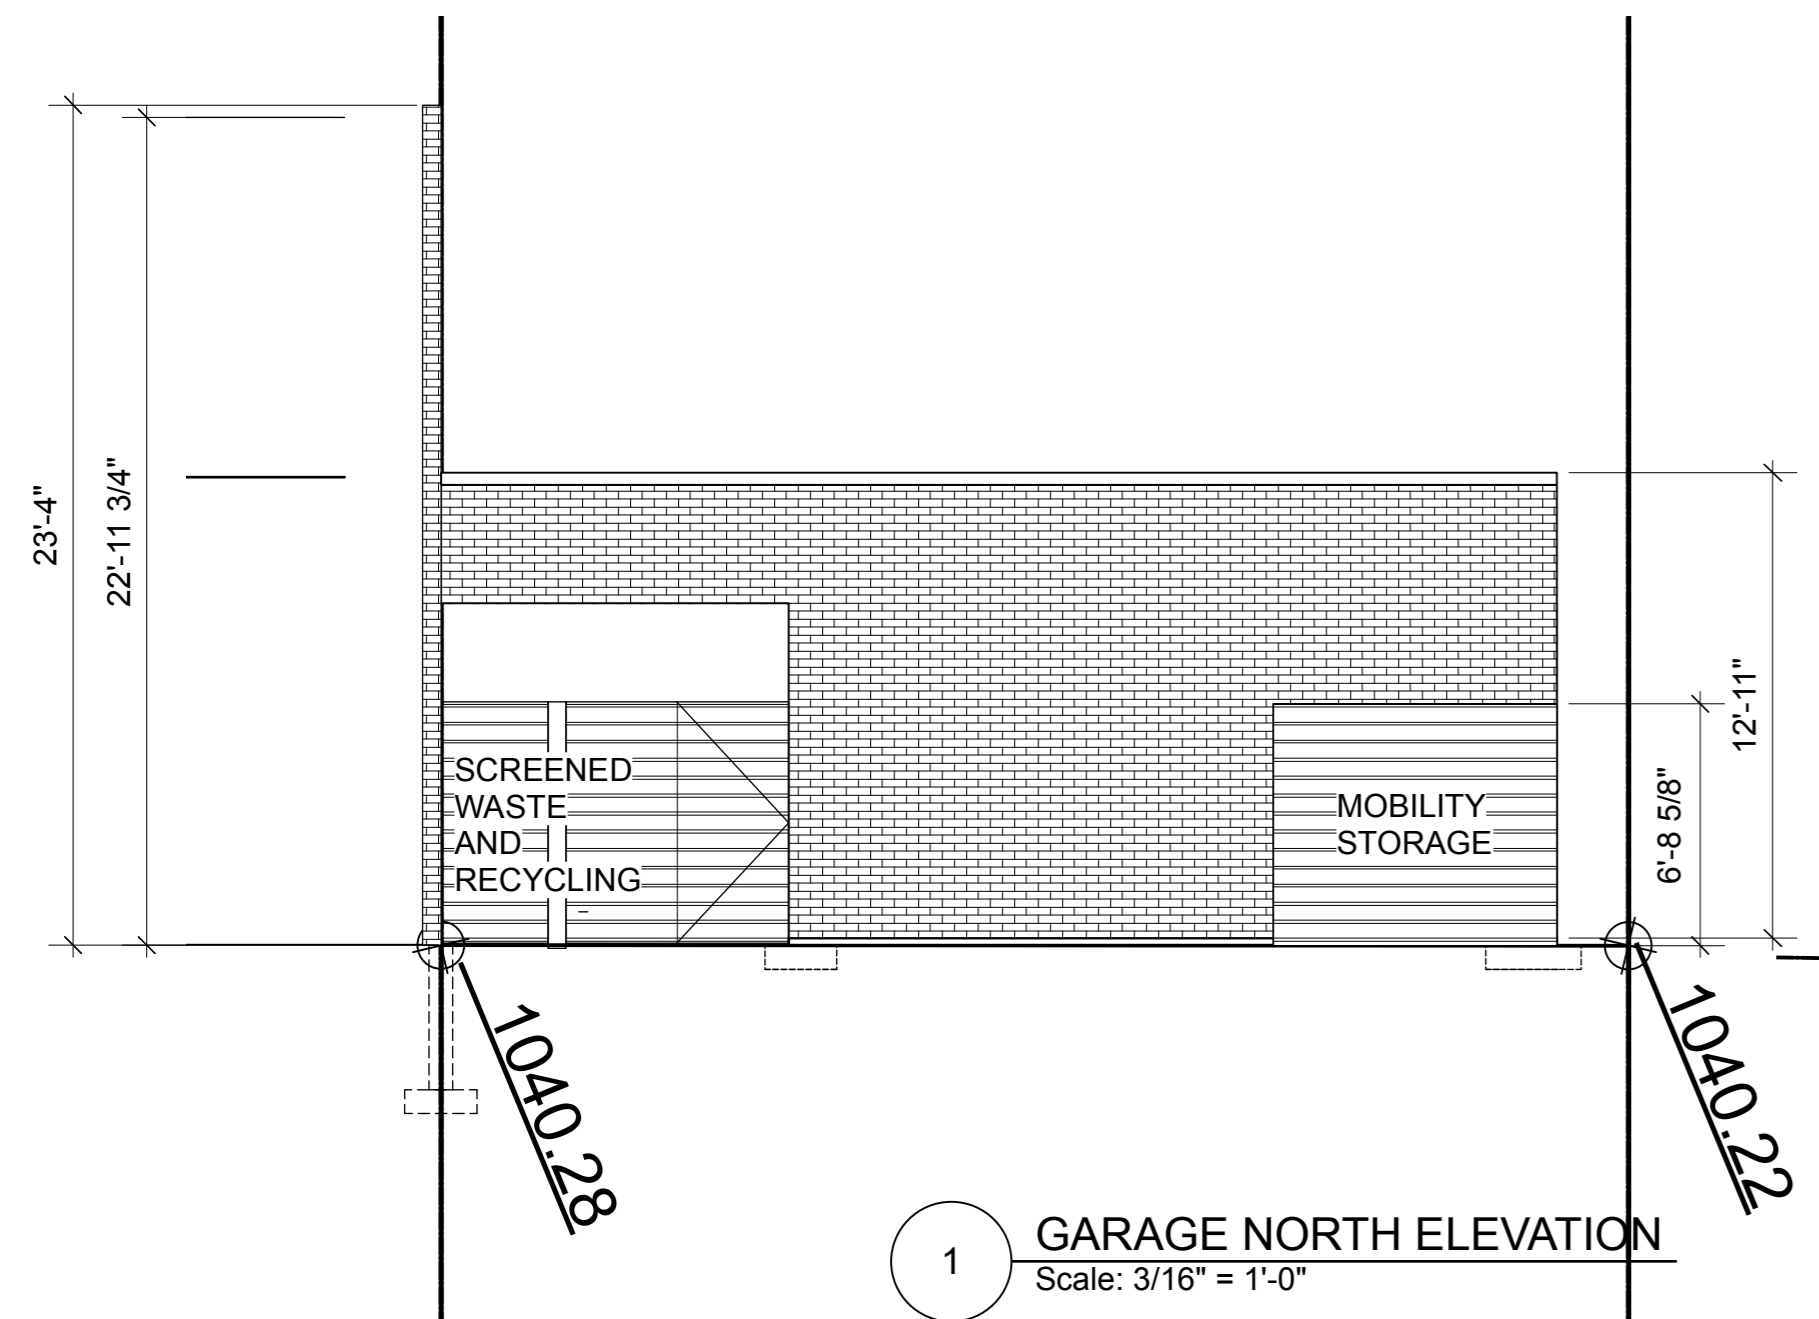 23'-4"
22'-11 3/4"
12'-11"
6'-8 5/8"
SCREENED
WASTE
AND
RECYCLING
MOBILITY
STORAGE
1040.28
1040.22
1
GARAGE NORTH ELEVATION
Scale: 3/16" = 1'-0"